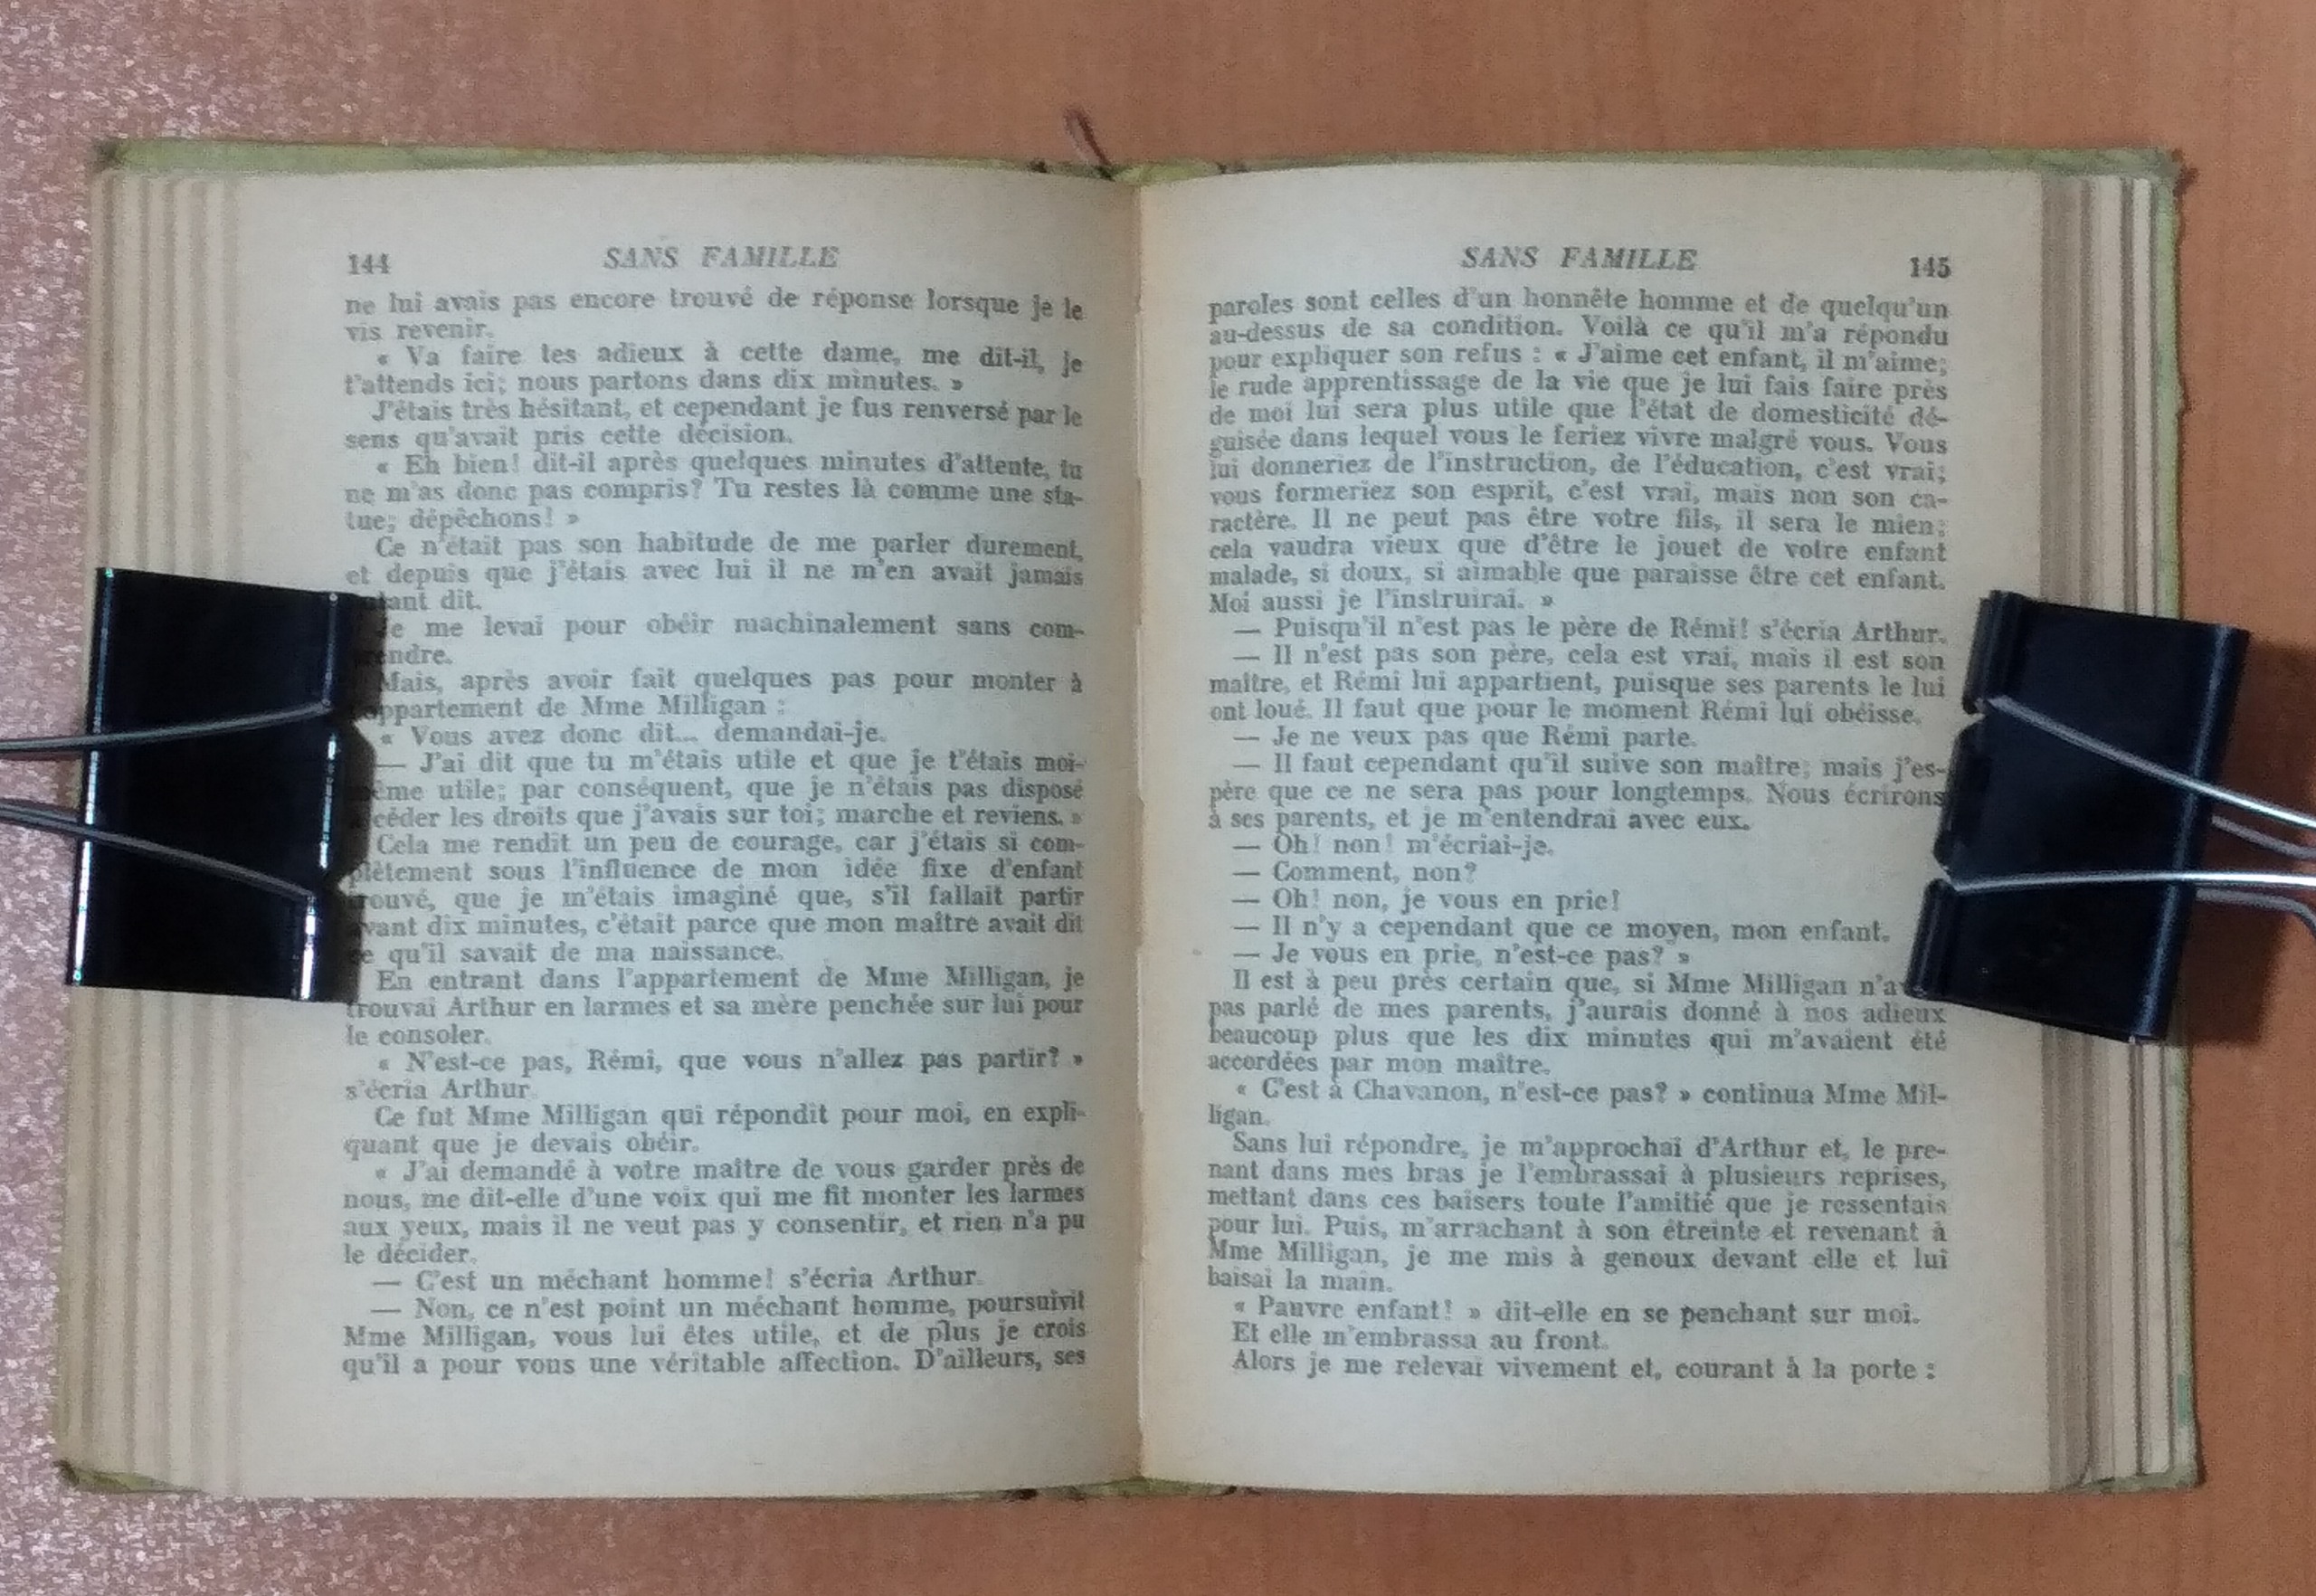 144 SANS FAMILLE
ne lui avais pas encore trouvé de réponse lorsque je le
vis revenir.
« Va faire tes adieux à cette dame, me dit-il, je
t'attends ici; nous partons dans dix minutes. »
J'étais très hésitant, et cependant je fus renversé par le
sens qu'avait pris cette décision.
« Eh bien! dit-il après quelques minutes d'attente, tu
ne m'as donc pas compris? Tu restes là comme une sta-
tue; dépêchons! »
Ce n'était pas son habitude de me parler durement,
et depuis que j'étais avec lui il ne m'en avait jamais
dit.
me levai pour obéir machinalement sans com-
Mais, après avoir fait quelques pas pour monter à
de Mme Milligan :
« Vous avez donc dit... demandai-je.
— J'ai dit que tu m'étais utile et que je t'étais moi-
utile; par conséquent, que je n'étais pas disposé
céder les droits que j'avais sur toi; marche et reviens. »
Cela me rendit un peu de courage, car j'étais si com-
plètement sous l'influence de mon idée fixe d'enfant
trouvé, que je m'étais imaginé que, s'il fallait partir
avant dix minutes, c'était parce que mon maître avait dit
ce qu'il savait de ma naissance.
En entrant dans l'appartement de Mme Milligan, je
trouvai Arthur en larmes et sa mère penchée sur lui pour
le consoler.
« N'est-ce pas, Rémi, que vous n'allez pas partir? »
s'écria Arthur.
Ce fut Mme Milligan qui répondit pour moi, en expli-
quant que je devais obéir.
« J'ai demandé à votre maître de vous garder près de
nous, me dit-elle d'une voix qui me fit monter les larmes
aux yeux, mais il ne veut pas y consentir, et rien n'a pu
le décider.
— C'est un méchant homme! s'écria Arthur.
— Non, ce n'est point un méchant homme, poursuivit
Mme Milligan, vous lui êtes utile, et de plus je crois
qu'il a pour vous une véritable affection. D'ailleurs, ses
SANS FAMILLE 145
paroles sont celles d'un honnête homme et de quelqu'un
au-dessus de sa condition. Voilà ce qu'il m'a répondu
pour expliquer son refus : « J'aime cet enfant, il m'aime;
le rude apprentissage de la vie que je lui fais faire près
de moi lui sera plus utile que l'état de domesticité dé-
guisée dans lequel vous le feriez vivre malgré vous. Vous
lui donneriez de l'instruction, de l'éducation, c'est vrai;
vous formeriez son esprit, c'est vrai, mais non son ca-
ractère. Il ne peut pas être votre fils, il sera le mien;
cela vaudra vieux que d'être le jouet de votre enfant
malade, si doux, si aimable que paraisse être cet enfant.
Moi aussi je l'instruirai. »
— Puisqu'il n'est pas le père de Rémi! s'écria Arthur.
— Il n'est pas son père, cela est vrai, mais il est son
maître, et Rémi lui appartient, puisque ses parents le lui
ont loué. Il faut que pour le moment Rémi lui obéisse.
— Je ne veux pas que Rémi parte.
— Il faut cependant qu'il suive son maître; mais j'es-
père que ce ne sera pas pour longtemps. Nous écrirons
à ses parents, et je m'entendrai avec eux.
— Oh! non! m'écriai-je.
— Comment, non?
— Oh! non, je vous en prie!
— Il n'y a cependant que ce moyen, mon enfant.
— Je vous en prie, n'est-ce pas? »
Il est à peu près certain que, si Mme Milligan
pas parlé de mes parents, j'aurais donné à nos adieux
beaucoup plus que les dix minutes qui m'avaient été
accordées par mon maître.
« C'est à Chavanon, n'est-ce pas? » continua Mme Mil-
ligan.
Sans lui répondre, je m'approchai d'Arthur et, le pre-
nant dans mes bras je l'embrassai à plusieurs reprises,
mettant dans ces baisers toute l'amitié que je ressentais
pour lui. Puis, m'arrachant à son étreinte et revenant à
Mme Milligan, je me mis à genoux devant elle et lui
baisai la main.
« Pauvre enfant! » dit-elle en se penchant sur moi.
Et elle m'embrassa au front.
Alors je me relevai vivement et, courant à la porte :